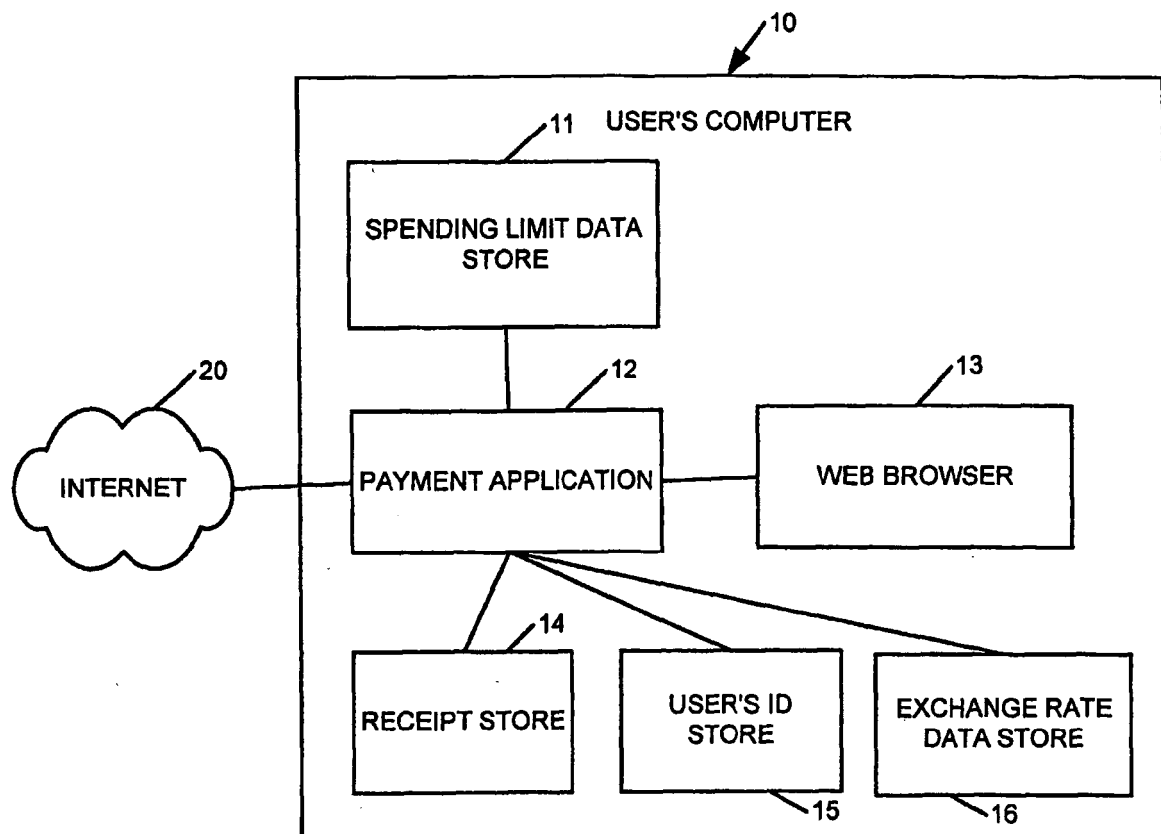 10
USER'S COMPUTER
11
SPENDING LIMIT DATA
STORE
20
INTERNET
12
PAYMENT APPLICATION
13
WEB BROWSER
14
RECEIPT STORE
USER'S ID
STORE
15
EXCHANGE RATE
DATA STORE
16